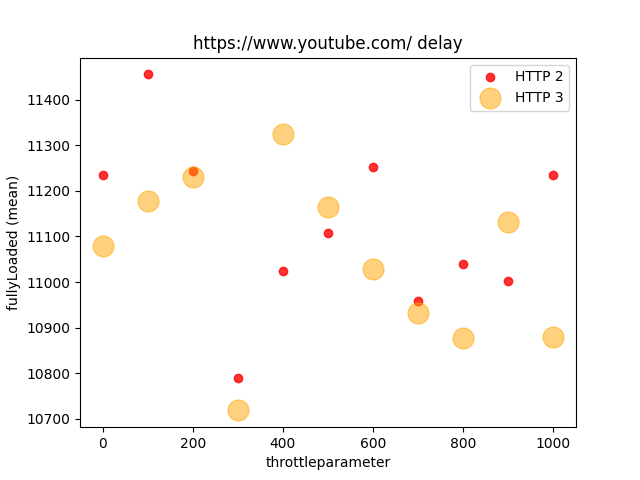 https://www.youtube.com/ delay
HTTP 2
HTTP 3
fullyLoaded (mean)
11400
11300
11200
11100
11000
10900
10800
10700
0 200 400 600 800 1000
throttleparameter